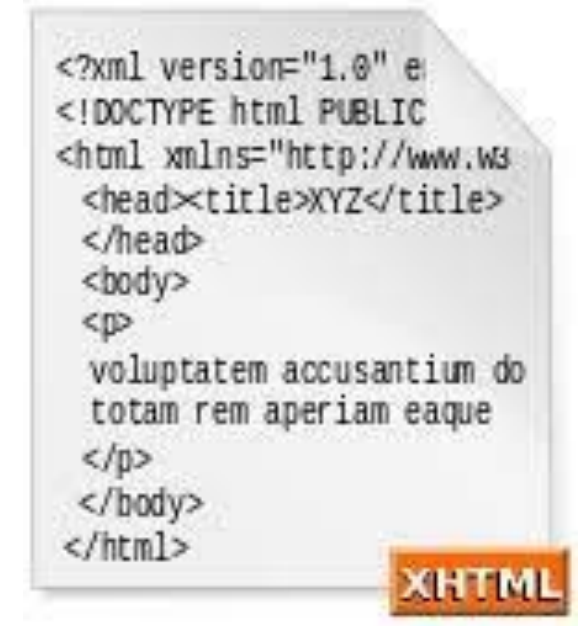 <?xml version="1.0" e
<!DOCTYPE html PUBLIC
<html xmlns="http://www.w3
<head><title>XYZ</title>
</head>
<body>
<p>
voluptatem accusantium do
totam rem aperiam eaque
</p>
</body>
</html>
XHTML